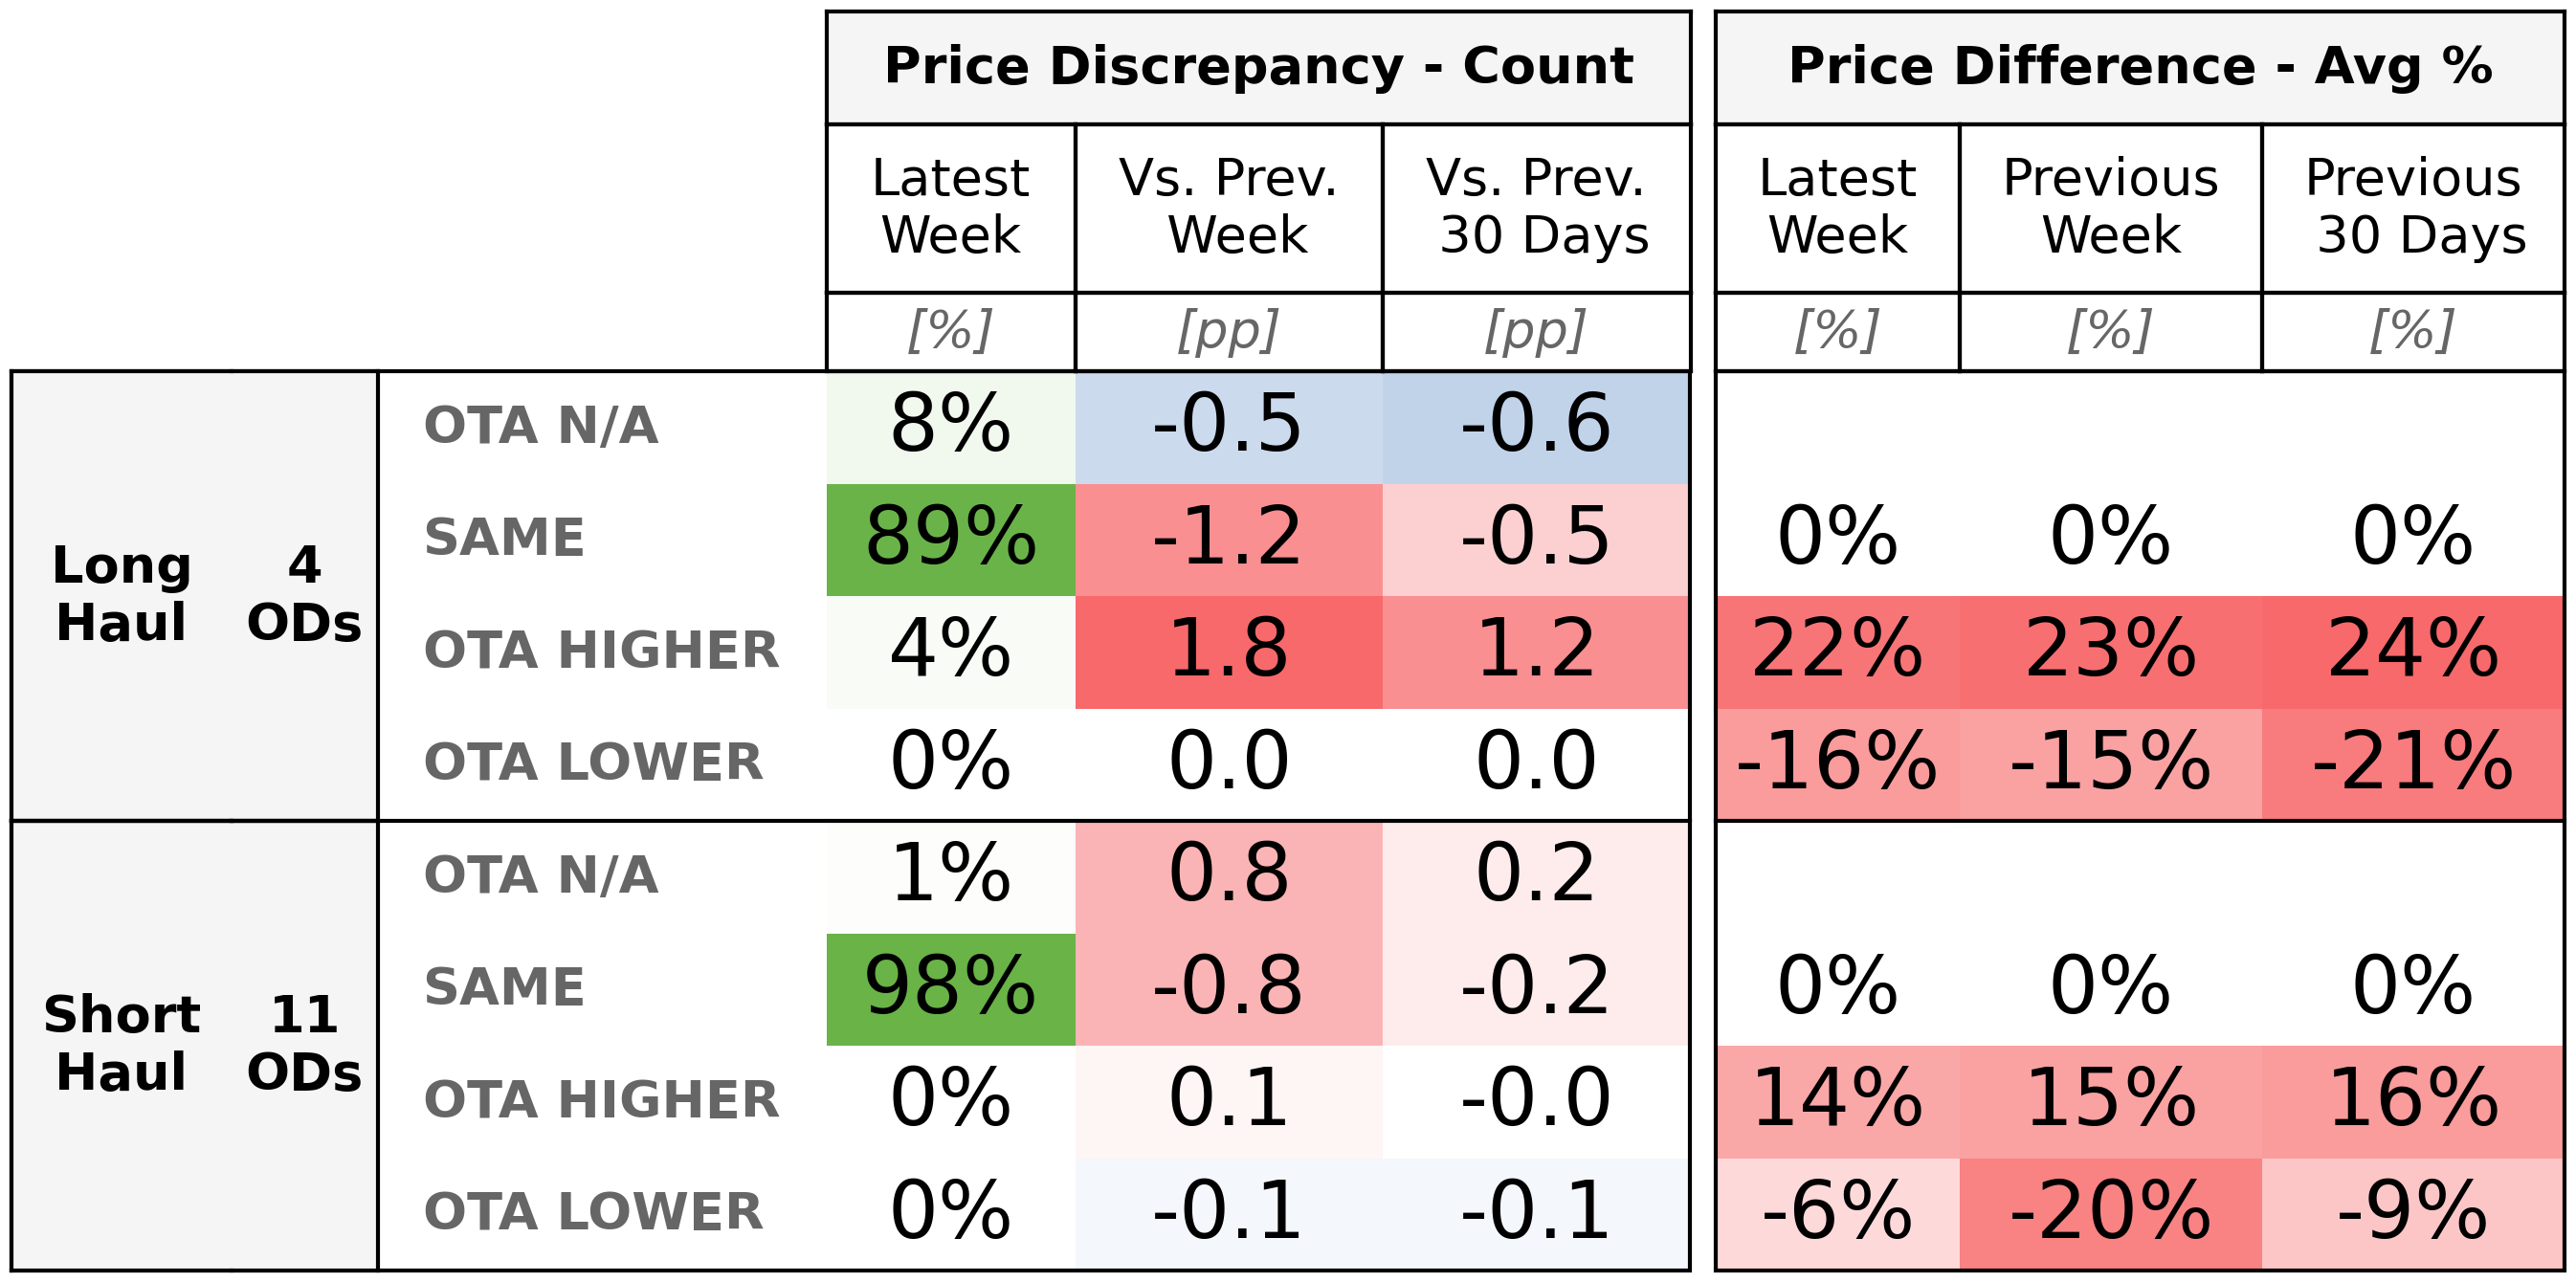 Price Discrepancy - Count Price Difference - Avg %
Latest Week Vs. Prev. Week Vs. Prev. 30 Days Latest Week Previous Week Previous 30 Days
[%] [pp] [pp] [%] [%] [%]
Long Haul 4 ODs
OTA N/A 8% -0.5 -0.6
SAME 89% -1.2 -0.5 0% 0% 0%
OTA HIGHER 4% 1.8 1.2 22% 23% 24%
OTA LOWER 0% 0.0 0.0 -16% -15% -21%
Short Haul 11 ODs
OTA N/A 1% 0.8 0.2
SAME 98% -0.8 -0.2 0% 0% 0%
OTA HIGHER 0% 0.1 -0.0 14% 15% 16%
OTA LOWER 0% -0.1 -0.1 -6% -20% -9%